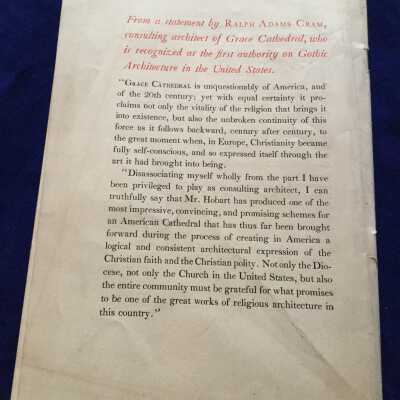 From a statement by RALPH ADAMS CRAM,
consulting architect of Grace Cathedral, who
is recognized as the first authority on Gothic
Architecture in the United States.
"GRACE CATHEDRAL is unquestionably of America, and
of the 20th century; yet with equal certainty it pro-
claims not only the vitality of the religion that brings it
into existence, but also the unbroken continuity of this
force as it follows backward, century after century, to
the great moment when, in Europe, Christianity became
fully self-conscious, and so expressed itself through the
art it had brought into being.
"Disassociating myself wholly from the part I have
been privileged to play as consulting architect, I can
truthfully say that Mr. Hobart has produced one of the
most impressive, convincing, and promising schemes for
an American Cathedral that has thus far been brought
forward during the process of creating in America a
logical and consistent architectural expression of the
Christian faith and the Christian polity. Not only the Dio-
cese, not only the Church in the United States, but also
the entire community must be grateful for what promises
to be one of the great works of religious architecture in
this country."